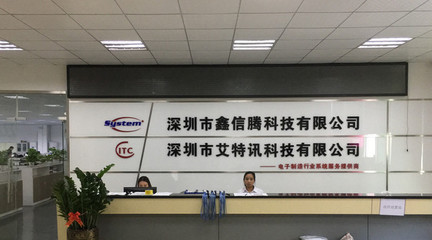 System 深圳市鑫信腾科技有限公司
ITC 深圳市艾特讯科技有限公司
——电子制造行业系统服务提供商